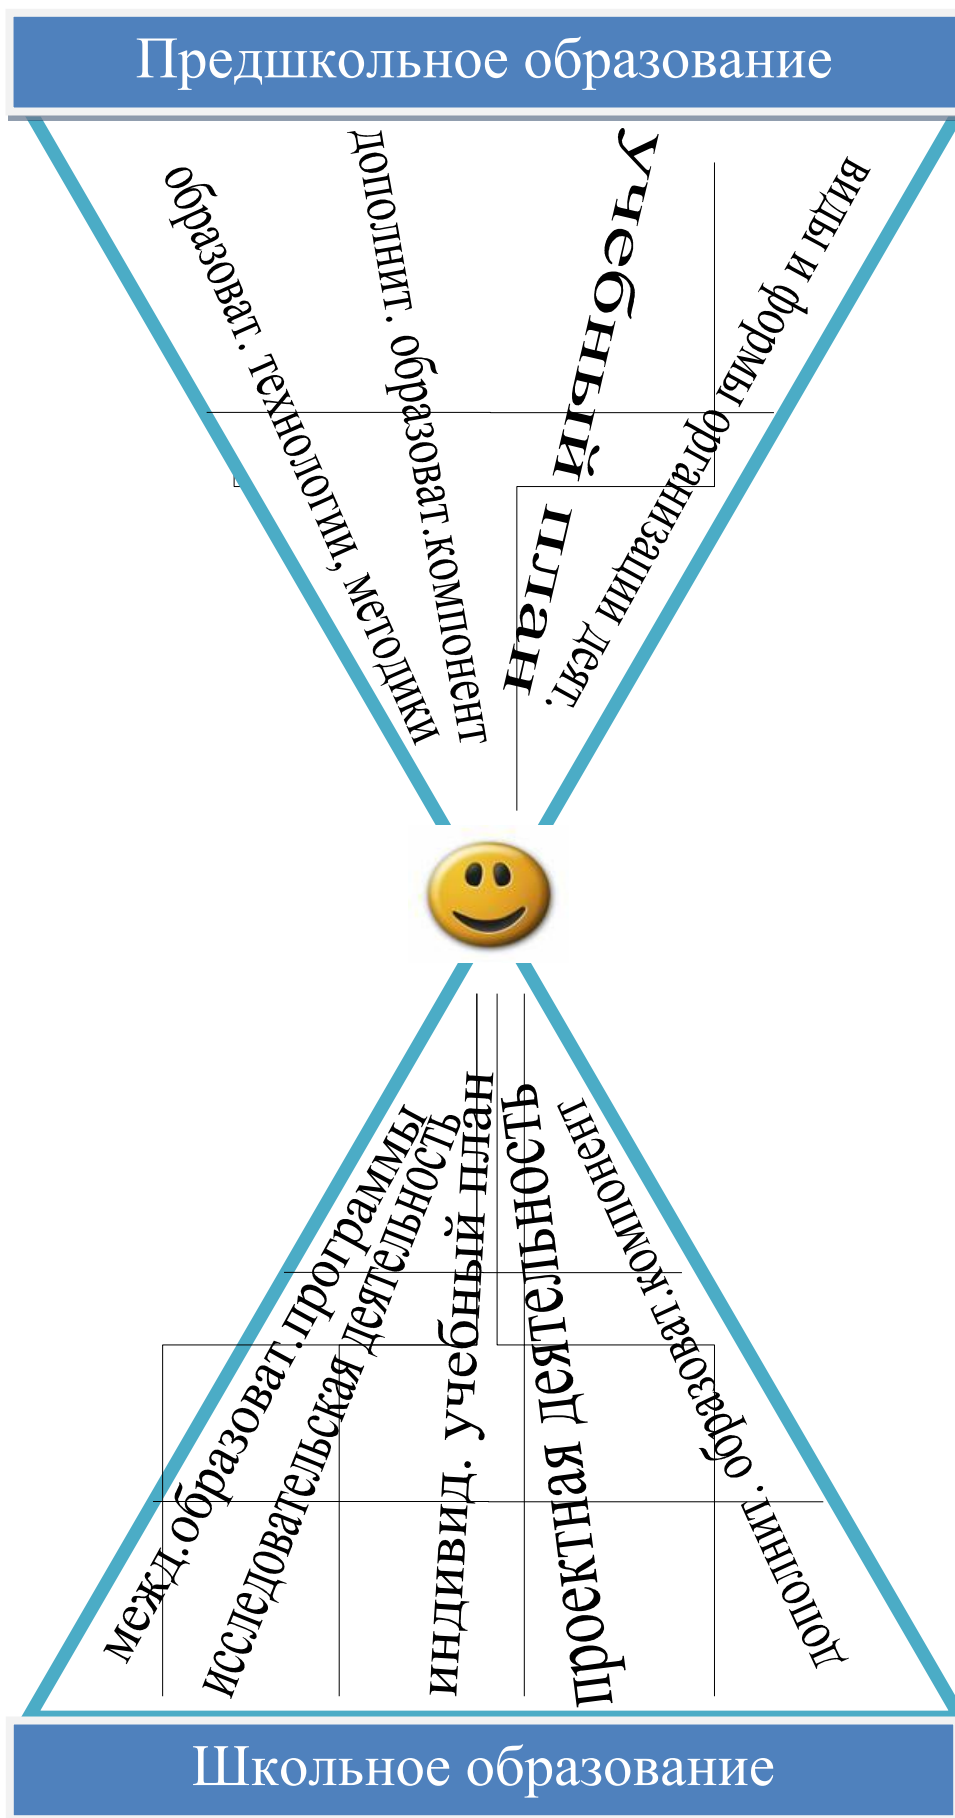 Предшкольное образование
образоват. технологии, методики
дополнит. образоват.компонент
учебный план
виды и формы организации деят.
межд.образоват.программы
исследовательская деятельность
индивид. учебный план
проектная деятельность
дополнит. образоват.компонент
Школьное образование